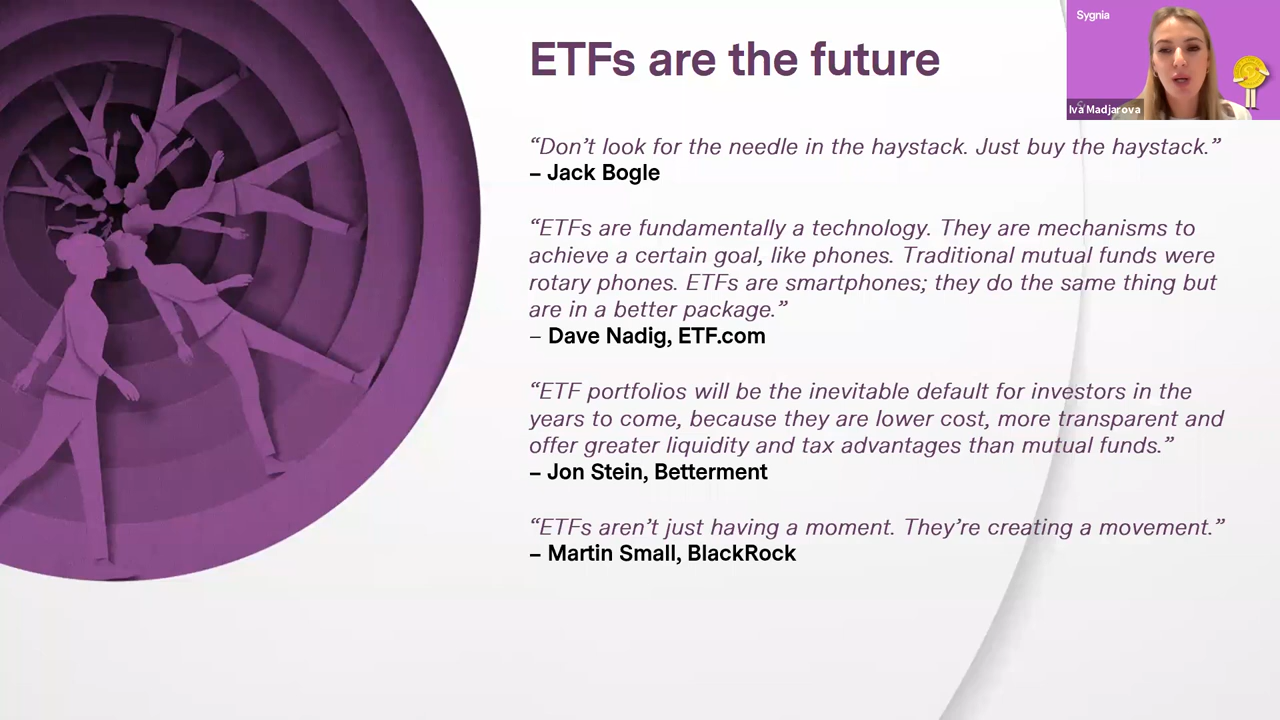 ETFs are the future
Sygnia
Iva Madjarova
“Don’t look for the needle in the haystack. Just buy the haystack.”
– Jack Bogle
“ETFs are fundamentally a technology. They are mechanisms to
achieve a certain goal, like phones. Traditional mutual funds were
rotary phones. ETFs are smartphones; they do the same thing but
are in a better package.”
– Dave Nadig, ETF.com
“ETF portfolios will be the inevitable default for investors in the
years to come, because they are lower cost, more transparent and
offer greater liquidity and tax advantages than mutual funds.”
– Jon Stein, Betterment
“ETFs aren’t just having a moment. They’re creating a movement.”
– Martin Small, BlackRock